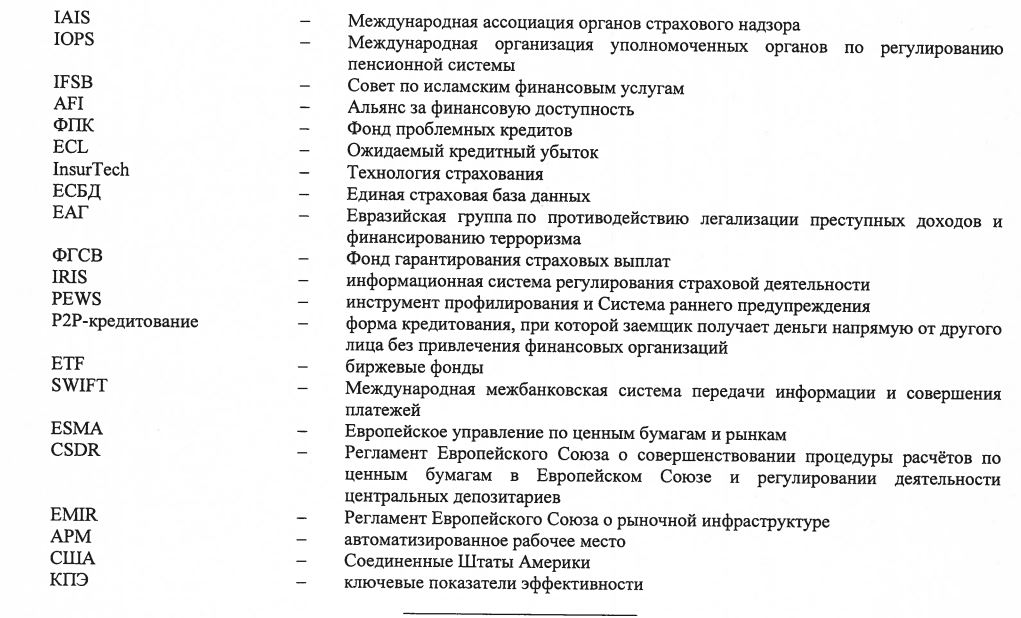 IAIS – Международная ассоциация органов страхового надзора
IOPS – Международная организация уполномоченных органов по регулированию
пенсионной системы
IFSB – Совет по исламским финансовым услугам
AFI – Альянс за финансовую доступность
ФПК – Фонд проблемных кредитов
ECL – Ожидаемый кредитный убыток
InsurTech – Технология страхования
ЕСБД – Единая страховая база данных
ЕАГ – Евразийская группа по противодействию легализации преступных доходов и
финансированию терроризма
ФГСВ – Фонд гарантирования страховых выплат
IRIS – информационная система регулирования страховой деятельности
PEWS – инструмент профилирования и Система раннего предупреждения
P2P-кредитование – форма кредитования, при которой заемщик получает деньги напрямую от другого
лица без привлечения финансовых организаций
ETF – биржевые фонды
SWIFT – Международная межбанковская система передачи информации и совершения
платежей
ESMA – Европейское управление по ценным бумагам и рынкам
CSDR – Регламент Европейского Союза о совершенствовании процедуры расчётов по
ценным бумагам в Европейском Союзе и регулировании деятельности
центральных депозитариев
EMIR – Регламент Европейского Союза о рыночной инфраструктуре
АРМ – автоматизированное рабочее место
США – Соединенные Штаты Америки
КПЭ – ключевые показатели эффективности